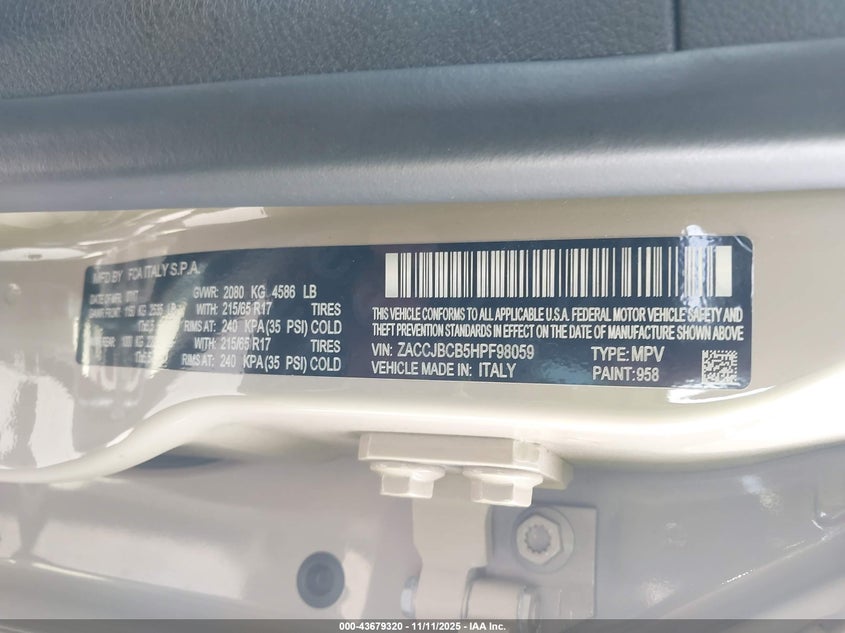 MFD BY FCA ITALY S.P.A.
DATE OF MFR
GVWR: 2080 KG 4586 LB
WITH: 215/65 R17 TIRES
RIMS AT: 240 KPA(35 PSI) COLD
WITH: 215/65 R17 TIRES
RIMS AT: 240 KPA(35 PSI) COLD
THIS VEHICLE CONFORMS TO ALL APPLICABLE U.S.A. FEDERAL MOTOR VEHICLE SAFETY AND
THEFT PREVENTION STANDARDS IN EFFECT ON THE DATE OF MANUFACTURE SHOWN ABOVE
VIN: ZACCJBCB5HPF98059 TYPE: MPV
VEHICLE MADE IN: ITALY PAINT:958
000-43679320 - 11/11/2025 - IAA Inc.